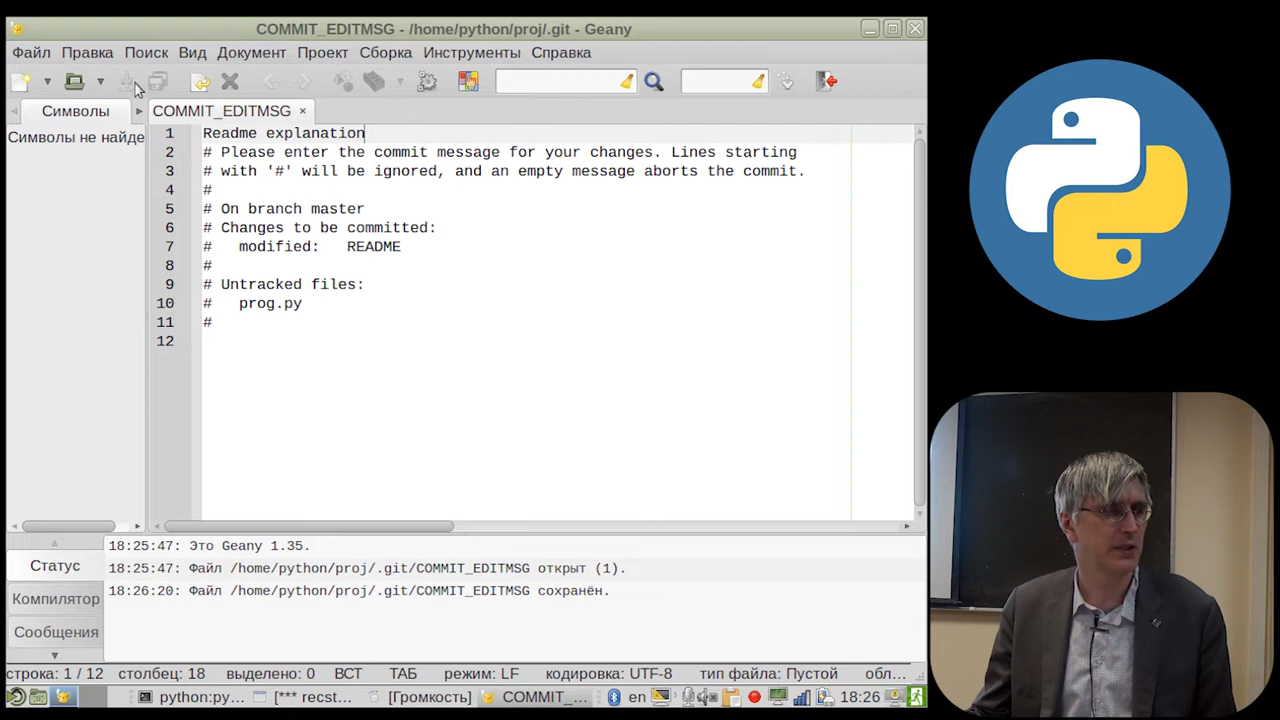 COMMIT_EDITMSG - /home/python/proj/.git - Geany
Файл Правка Поиск Вид Документ Проект Сборка Инструменты Справка
Символы COMMIT_EDITMSG ×
Символы не найде
1 Readme explanation
2 # Please enter the commit message for your changes. Lines starting
3 # with '#' will be ignored, and an empty message aborts the commit.
4 #
5 # On branch master
6 # Changes to be committed:
7 #   modified:   README
8 #
9 # Untracked files:
10 #   prog.py
11 #
12
Статус
Компилятор
Сообщения
18:25:47: Это Geany 1.35.
18:25:47: Файл /home/python/proj/.git/COMMIT_EDITMSG открыт (1).
18:26:20: Файл /home/python/proj/.git/COMMIT_EDITMSG сохранён.
строка: 1 / 12 столбец: 18 выделено: 0 ВСТ ТАБ режим: LF кодировка: UTF-8 тип файла: Пустой обл...
python:py... [*** recst... [Громкость] COMMIT_... en 18:26